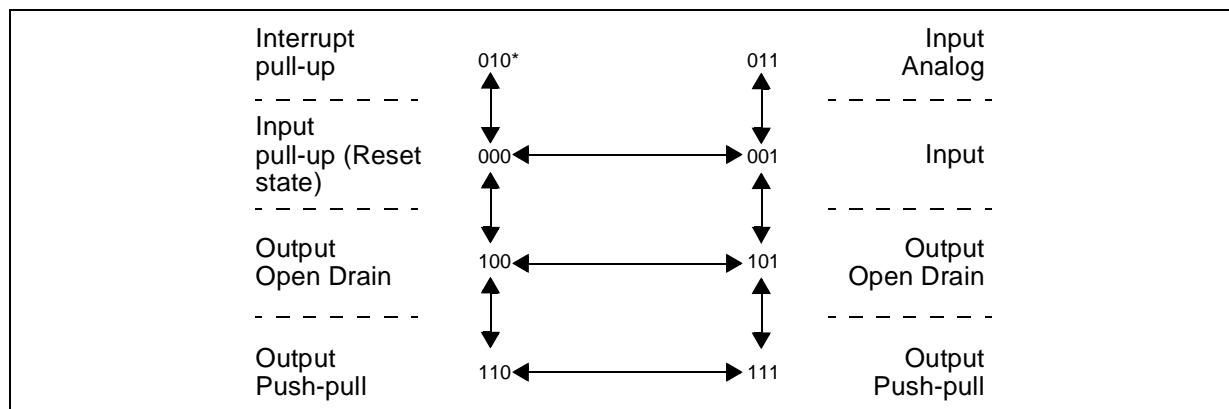 Interrupt
pull-up
010*
011
Input
Analog
Input
pull-up (Reset
state)
000
001
Input
Output
Open Drain
100
101
Output
Open Drain
Output
Push-pull
110
111
Output
Push-pull